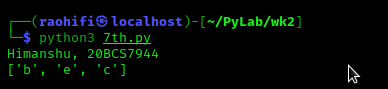 ┌──(raohifi㉿localhost)-[~/PyLab/wk2]
└─$ python3 7th.py
Himanshu, 20BCS7944
['b', 'e', 'c']